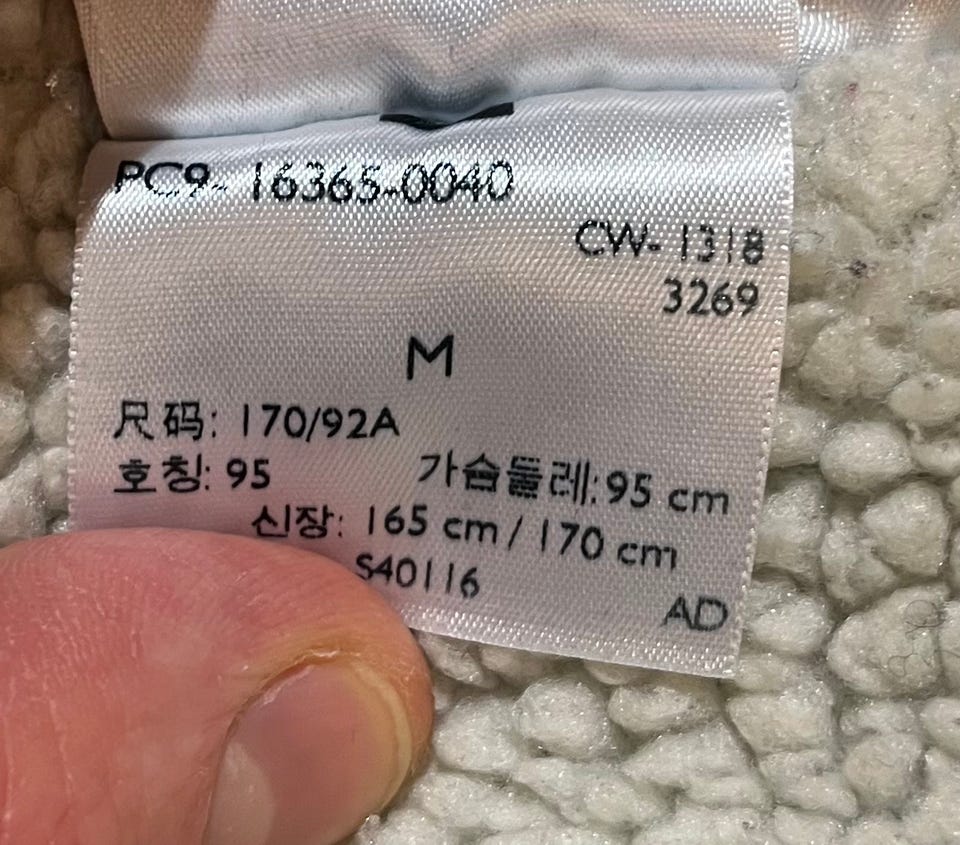 PC9-16365-0040
CW-1318
3269
M
尺码: 170/92A
호칭: 95 가슴둘레: 95 cm
신장: 165 cm / 170 cm
S40116
AD